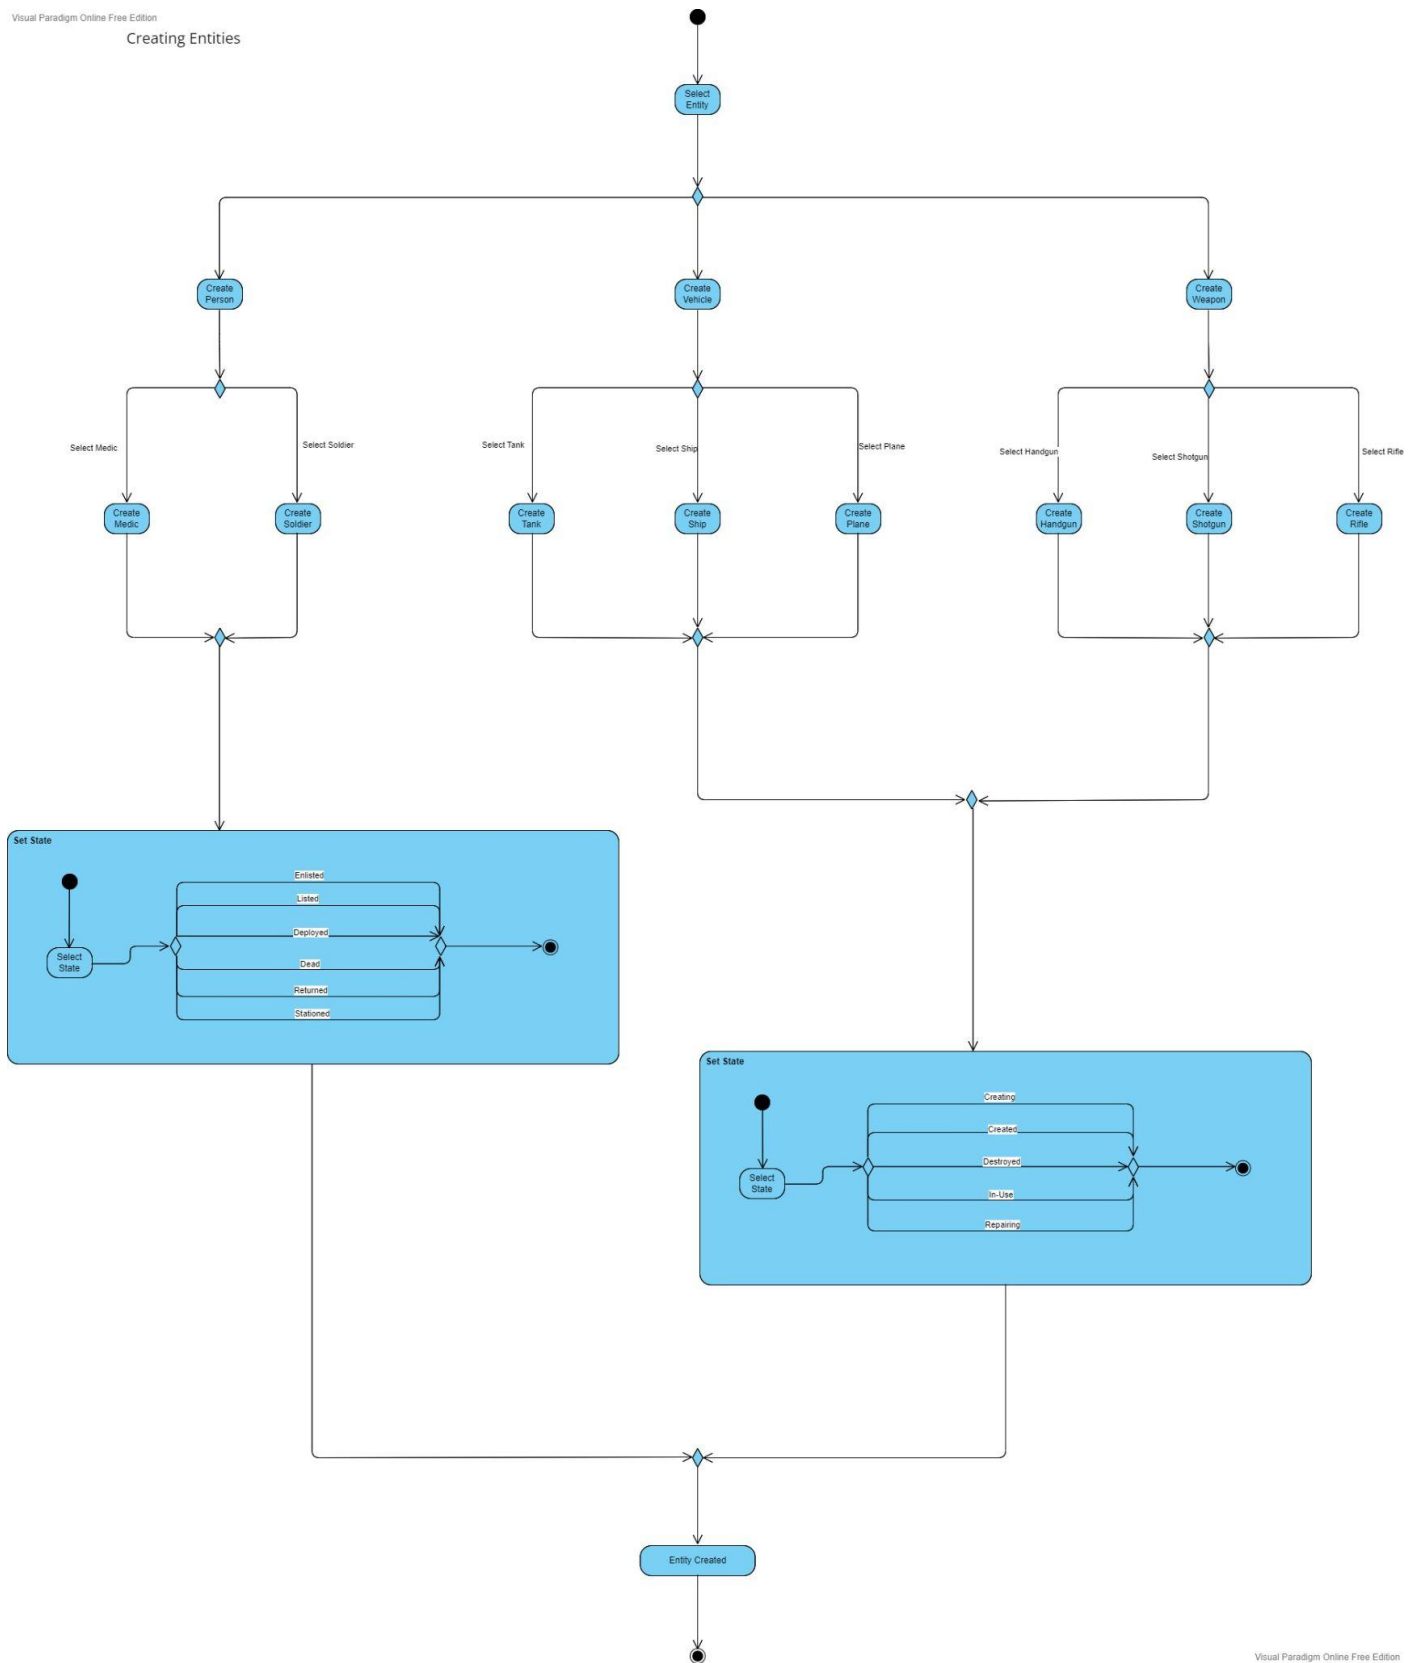 Visual Paradigm Online Free Edition
Creating Entities
Select
Entity
Create
Person
Create
Vehicle
Create
Weapon
Select Medic
Select Soldier
Select Tank
Select Ship
Select Plane
Select Handgun
Select Shotgun
Select Rifle
Create
Medic
Create
Soldier
Create
Tank
Create
Ship
Create
Plane
Create
Handgun
Create
Shotgun
Create
Rifle
Set State
Select
State
Enlisted
Listed
Deployed
Dead
Returned
Stationed
Set State
Select
State
Creating
Created
Destroyed
In-Use
Repairing
Entity Created
Visual Paradigm Online Free Edition